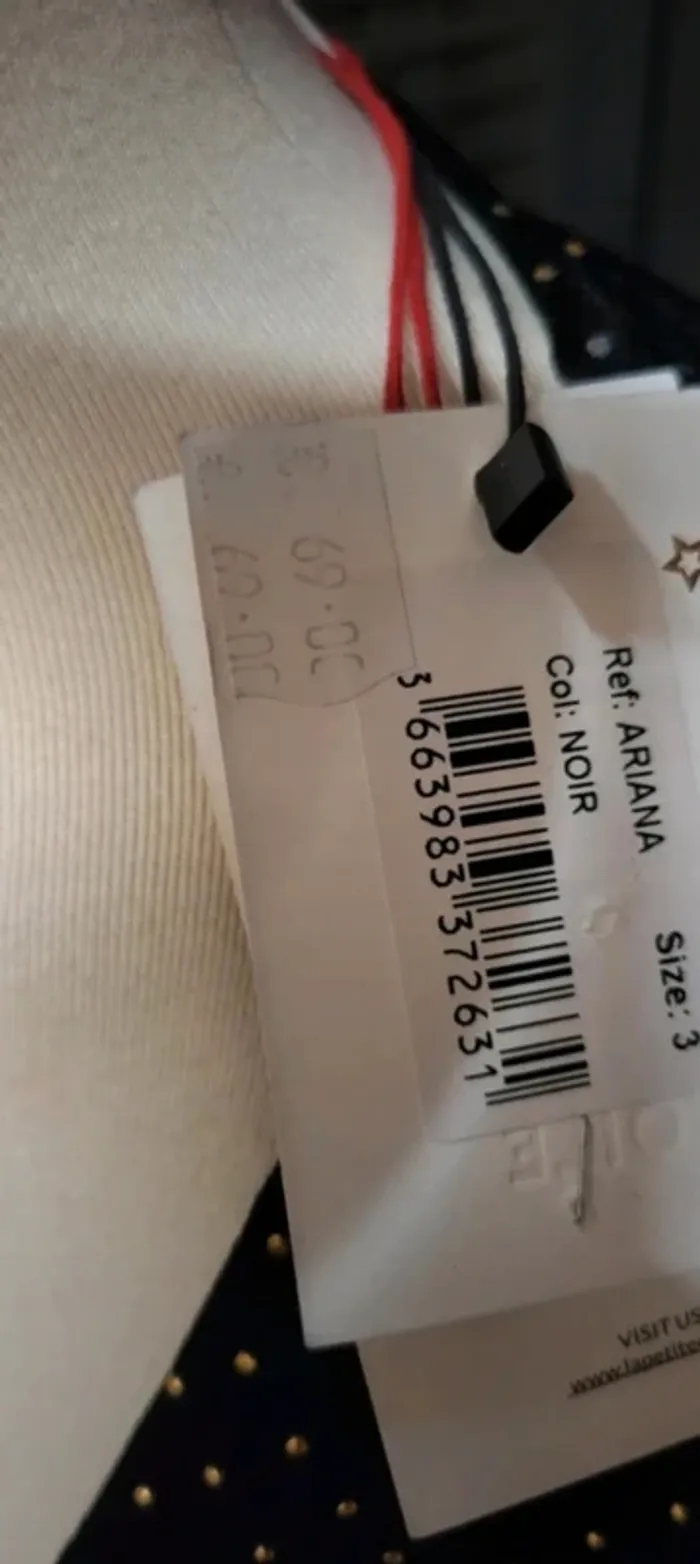 Ref: ARIANA
Size: 3
Col: NOIR
3 663983 372631
€ 69.00
€ 69.00
VISIT US
www.lapetite